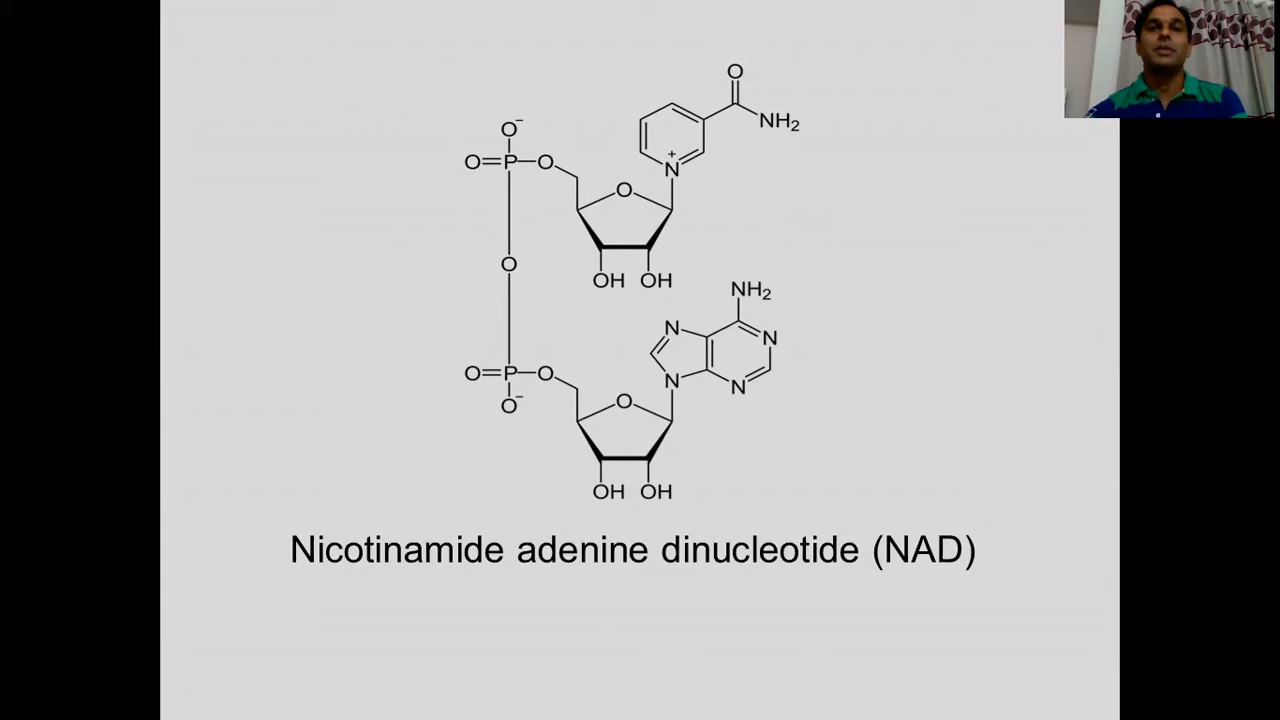 O
O⁻
NH₂
O=P–O
N⁺
O
OH OH
O
NH₂
N
N
N
N
O=P–O
O
O⁻
OH OH
Nicotinamide adenine dinucleotide (NAD)